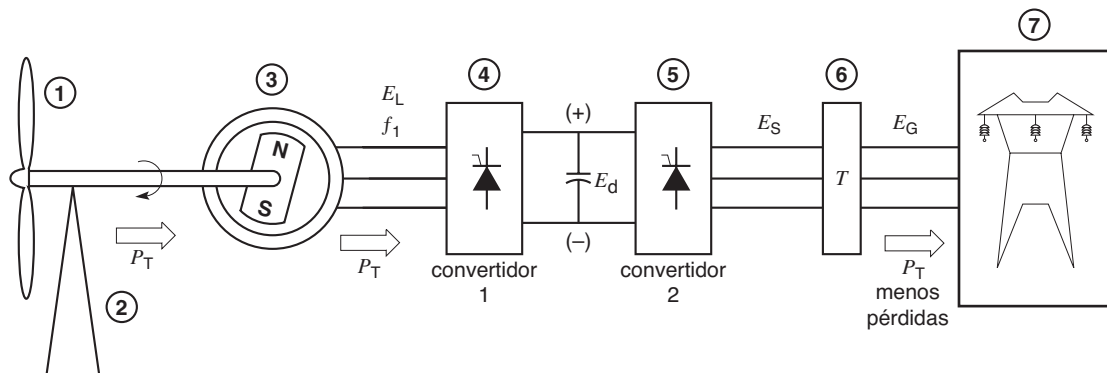 1
2
P_T
3
N
S
E_L
f_1
P_T
4
convertidor
1
(+)
E_d
(–)
5
convertidor
2
E_S
6
T
E_G
P_T
menos
pérdidas
7